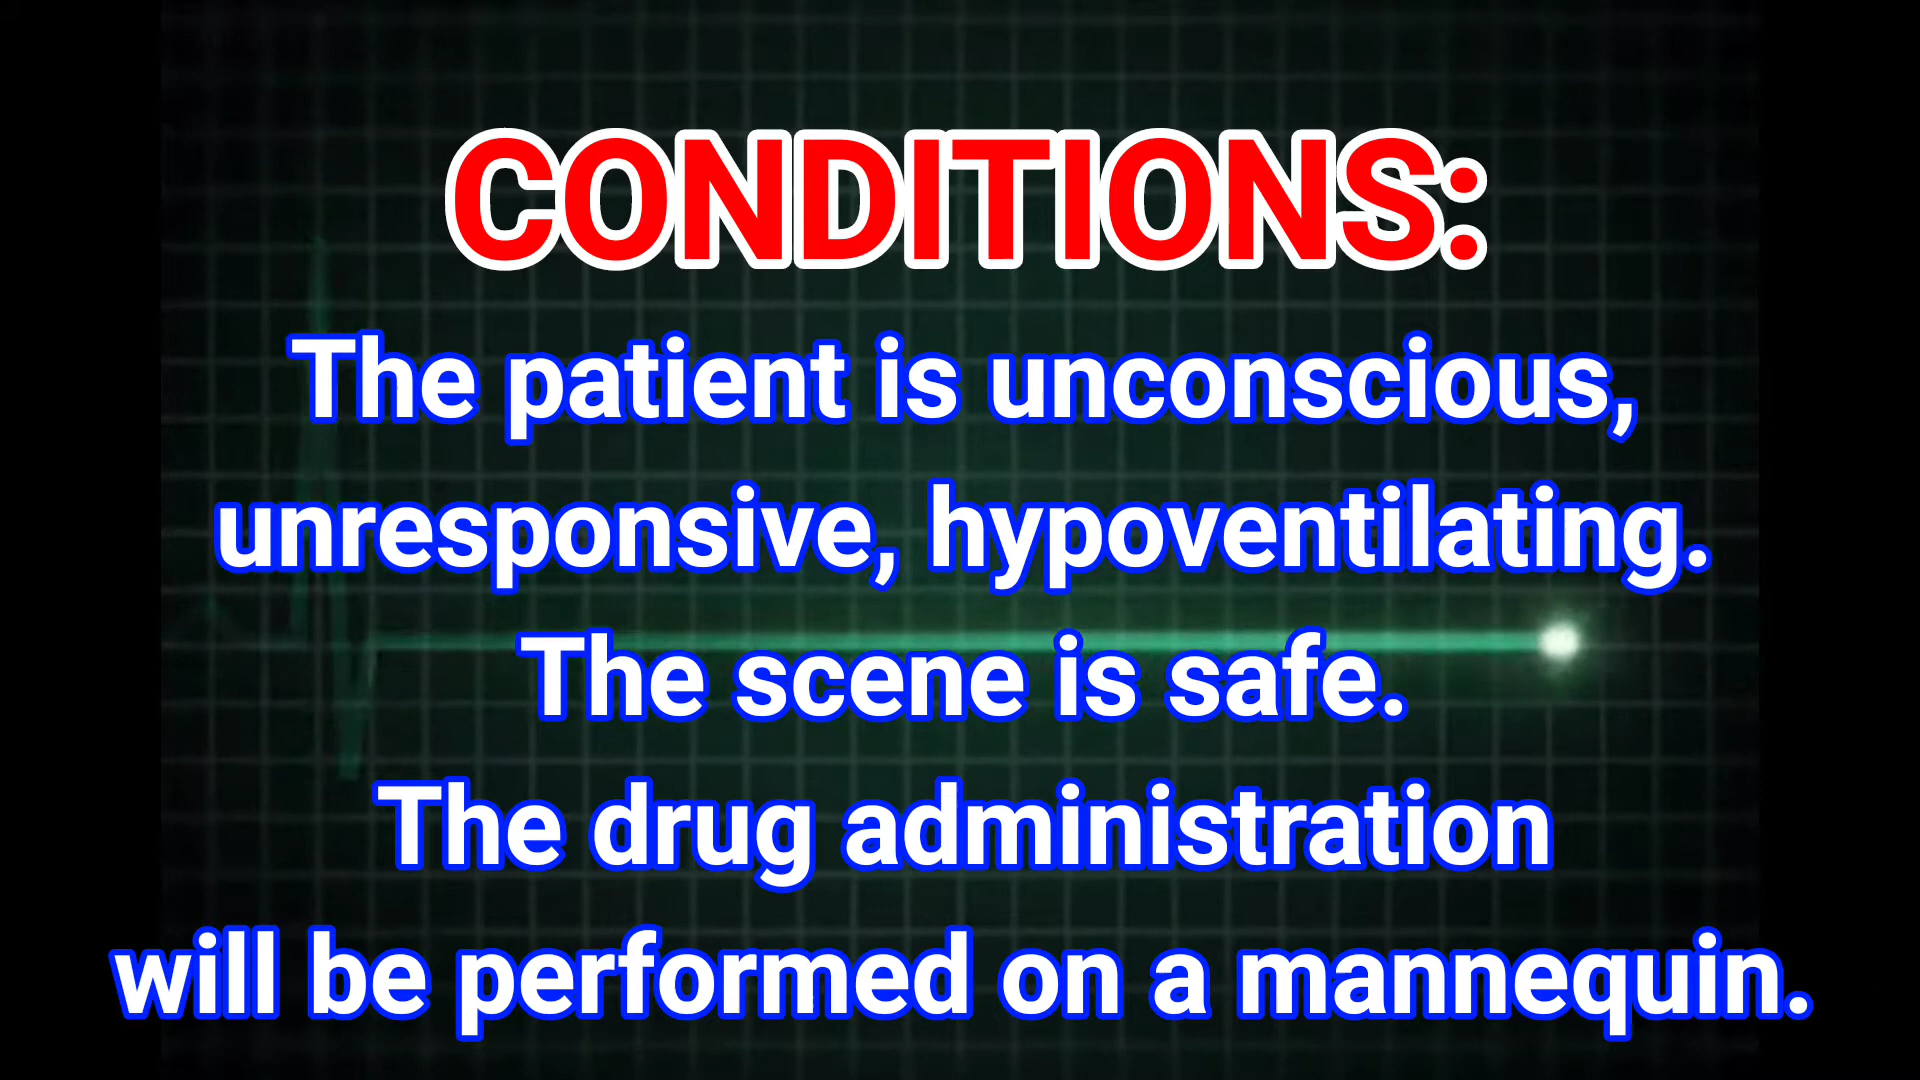 CONDITIONS:
The patient is unconscious,
unresponsive, hypoventilating.
The scene is safe.
The drug administration
will be performed on a mannequin.